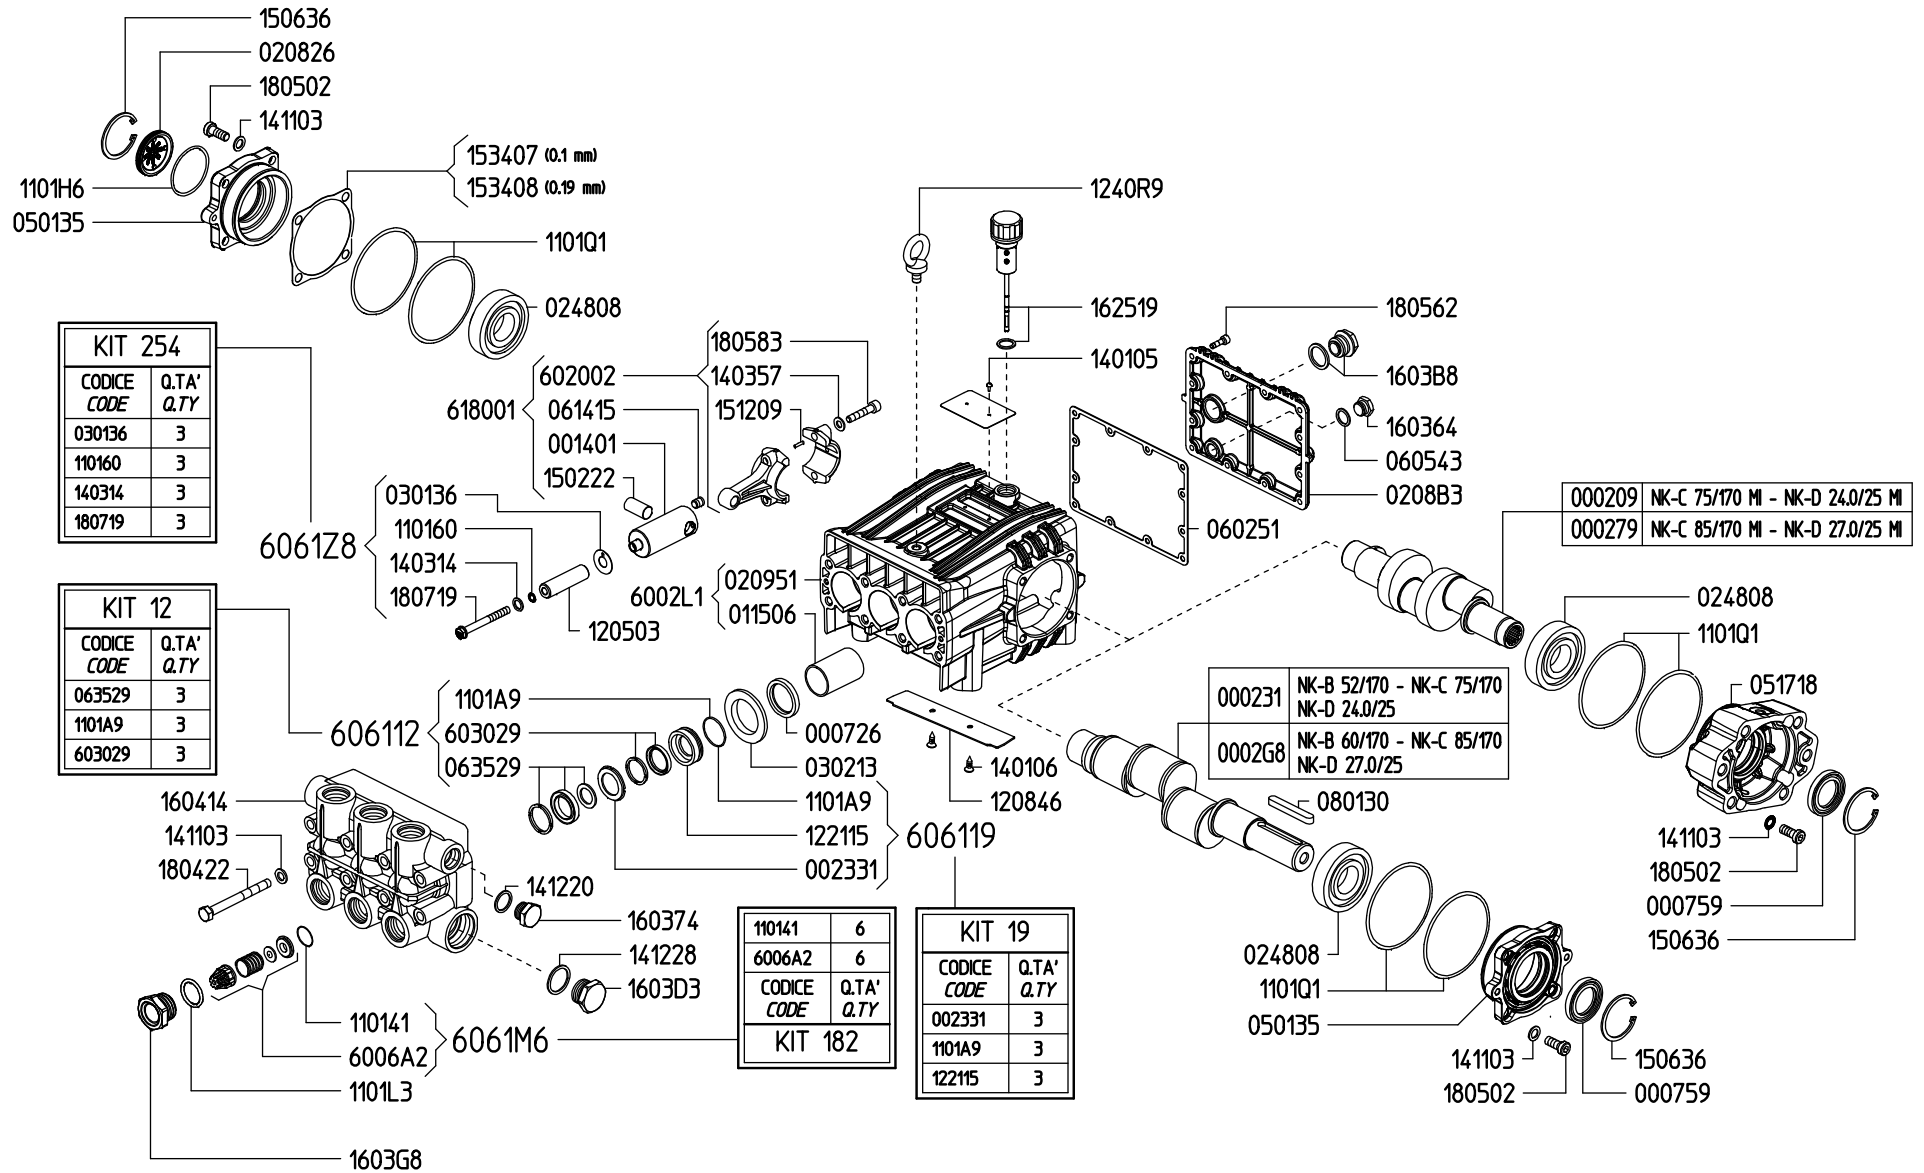 150636
020826
180502
141103
1101H6
050135
153407 (0.1 mm)
153408 (0.19 mm)
1101Q1
024808
1240R9
162519
140105
180562
1603B8
160364
060543
0208B3
060251
KIT 254
CODICE Q.TA'
CODE Q.TY
030136 3
110160 3
140314 3
180719 3
6061Z8
618001
602002
061415
001401
150222
180583
140357
151209
030136
110160
140314
180719
120503
6002L1
020951
011506
000209 NK-C 75/170 MI - NK-D 24.0/25 MI
000279 NK-C 85/170 MI - NK-D 27.0/25 MI
024808
1101Q1
051718
KIT 12
CODICE Q.TA'
CODE Q.TY
063529 3
1101A9 3
603029 3
606112
1101A9
603029
063529
000726
030213
1101A9
122115
002331
606119
140106
120846
000231 NK-B 52/170 - NK-C 75/170
NK-D 24.0/25
0002G8 NK-B 60/170 - NK-C 85/170
NK-D 27.0/25
080130
141103
180502
000759
150636
160414
141103
180422
141220
160374
141228
1603D3
110141
6006A2
6061M6
1101L3
1603G8
110141 6
6006A2 6
CODICE Q.TA'
CODE Q.TY
KIT 182
KIT 19
CODICE Q.TA'
CODE Q.TY
002331 3
1101A9 3
122115 3
024808
1101Q1
050135
141103
180502
150636
000759